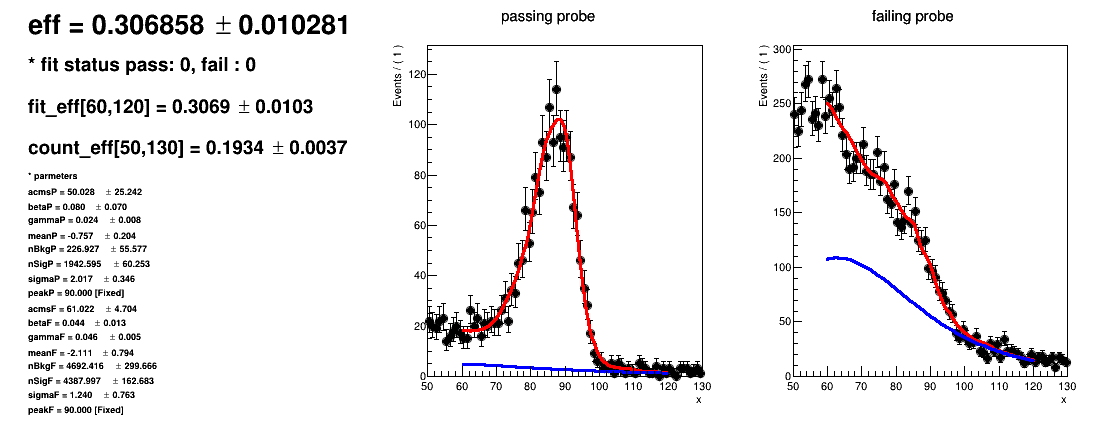 eff = 0.306858 ± 0.010281
* fit status pass: 0, fail : 0
fit_eff[60,120] = 0.3069 ± 0.0103
count_eff[50,130] = 0.1934 ± 0.0037
* parmeters
acmsP = 50.028 ± 25.242
betaP = 0.080 ± 0.070
gammaP = 0.024 ± 0.008
meanP = -0.757 ± 0.204
nBkgP = 226.927 ± 55.577
nSigP = 1942.595 ± 60.253
sigmaP = 2.017 ± 0.346
peakP = 90.000 [Fixed]
acmsF = 61.022 ± 4.704
betaF = 0.044 ± 0.013
gammaF = 0.046 ± 0.005
meanF = -2.111 ± 0.794
nBkgF = 4692.416 ± 299.666
nSigF = 4387.997 ± 162.683
sigmaF = 1.240 ± 0.763
peakF = 90.000 [Fixed]
passing probe
Events / ( 1 )
120
100
80
60
40
20
0
50 60 70 80 90 100 110 120 130
x
failing probe
Events / ( 1 )
300
250
200
150
100
50
0
50 60 70 80 90 100 110 120 130
x